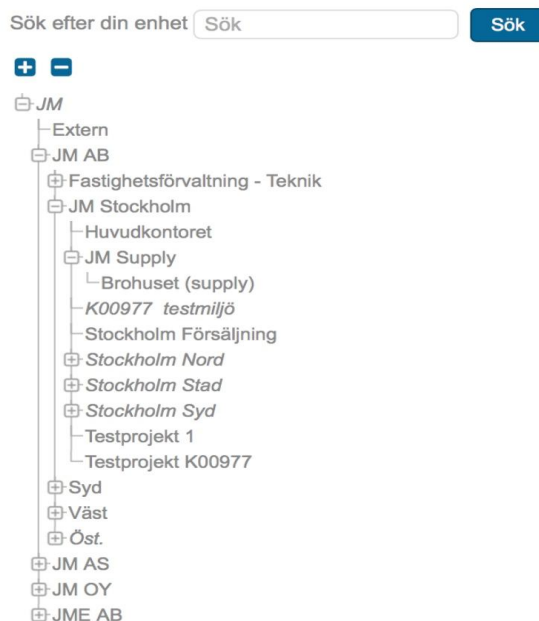 Sök efter din enhet Sök Sök
JM
Extern
JM AB
Fastighetsförvaltning - Teknik
JM Stockholm
Huvudkontoret
JM Supply
Brohuset (supply)
K00977 testmiljö
Stockholm Försäljning
Stockholm Nord
Stockholm Stad
Stockholm Syd
Testprojekt 1
Testprojekt K00977
Syd
Väst
Öst.
JM AS
JM OY
JME AB